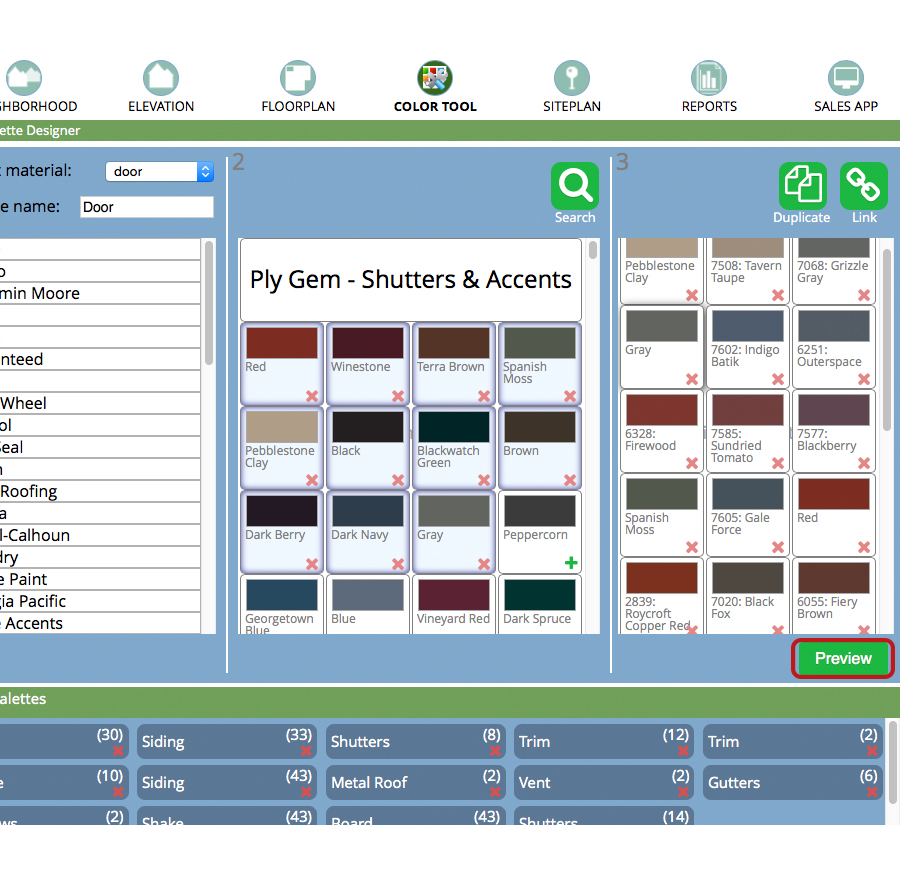 GHBORHOOD
ELEVATION
FLOORPLAN
COLOR TOOL
SITEPLAN
REPORTS
SALES APP
ette Designer
material:
door
e name:
Door
o
min Moore
nteed
Wheel
ol
eal
n
Roofing
a
l-Calhoun
dry
e Paint
gia Pacific
e Accents
2
Search
Ply Gem - Shutters & Accents
Red
Winestone
Terra Brown
Spanish
Moss
Pebblestone
Clay
Black
Blackwatch
Green
Brown
Dark Berry
Dark Navy
Gray
Peppercorn
Georgetown
Blue
Blue
Vineyard Red
Dark Spruce
3
Duplicate
Link
Pebblestone
Clay
7508: Tavern
Taupe
7068: Grizzle
Gray
Gray
7602: Indigo
Batik
6251:
Outerspace
6328:
Firewood
7585:
Sundried
Tomato
7577:
Blackberry
Spanish
Moss
7605: Gale
Force
Red
2839:
Roycroft
Copper Red
7020: Black
Fox
6055: Fiery
Brown
Preview
alettes
(30)
Siding (33)
Shutters (8)
Trim (12)
Trim (2)
e (10)
Siding (43)
Metal Roof (2)
Vent (2)
Gutters (6)
ws (2)
Shake (43)
Board (43)
Shutters (14)